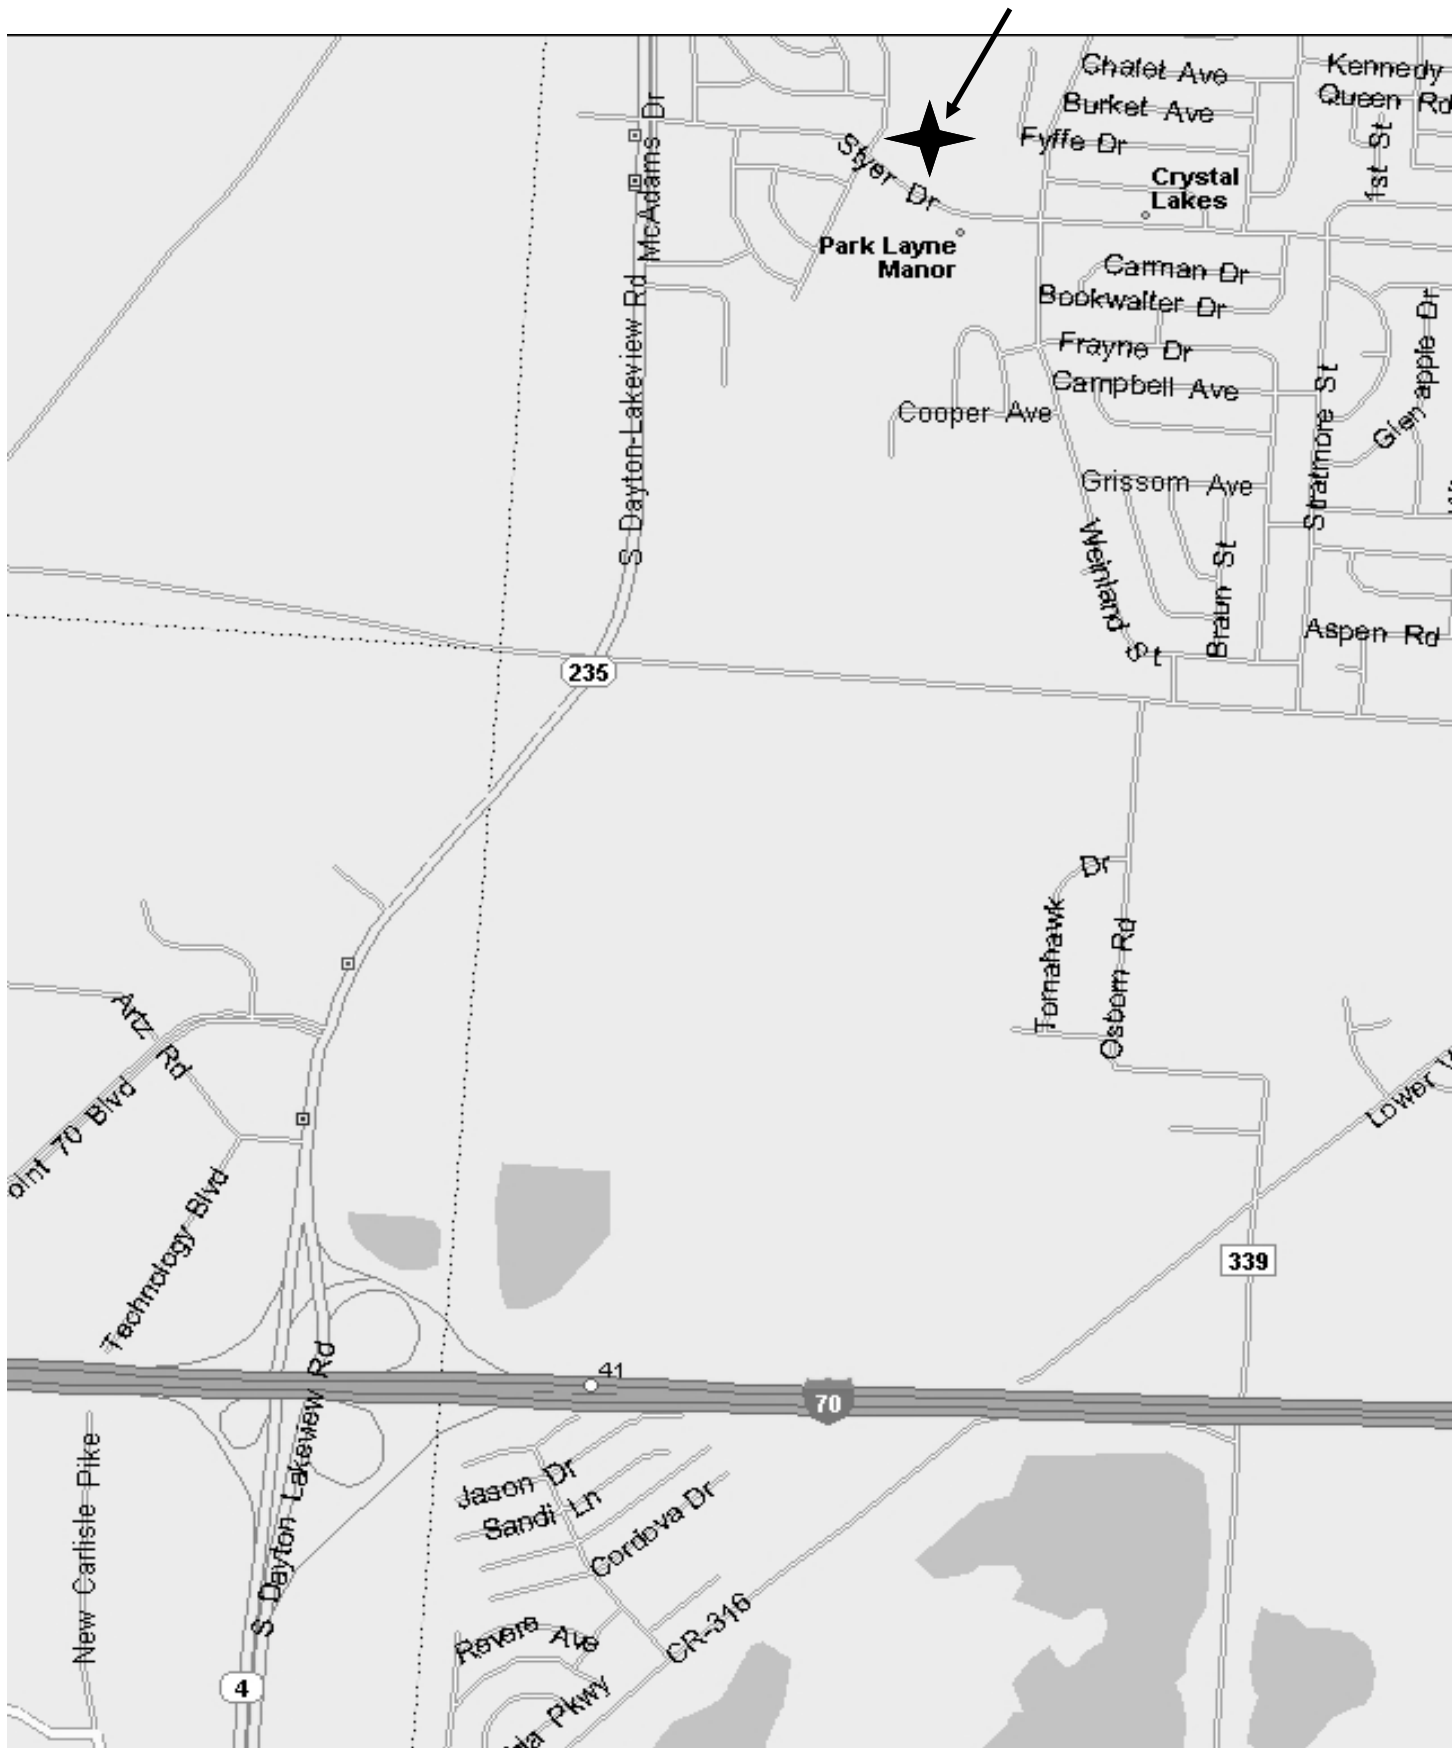 Chalet Ave
Kennedy
Burket Ave
Queen Rd
McAdams Dr
Fyffe Dr
1st St
Styer Dr
Crystal
Lakes
Park Layne
Manor
Carman Dr
Bookwalter Dr
Frayne Dr
Campbell Ave
Glenapple Dr
Cooper Ave
S Dayton-Lakeview Rd
Stratmore St
Grissom Ave
Weinland St
Braun St
Aspen Rd
235
Tomahawk Dr
Osborn Rd
Artz Rd
oint 70 Blvd
Lower V
Technology Blvd
339
41
70
S Dayton Lakeview Rd
New Carlisle Pike
Jason Dr
Sandi Ln
Cordova Dr
Revere Ave
CR-316
4
da Pkwy